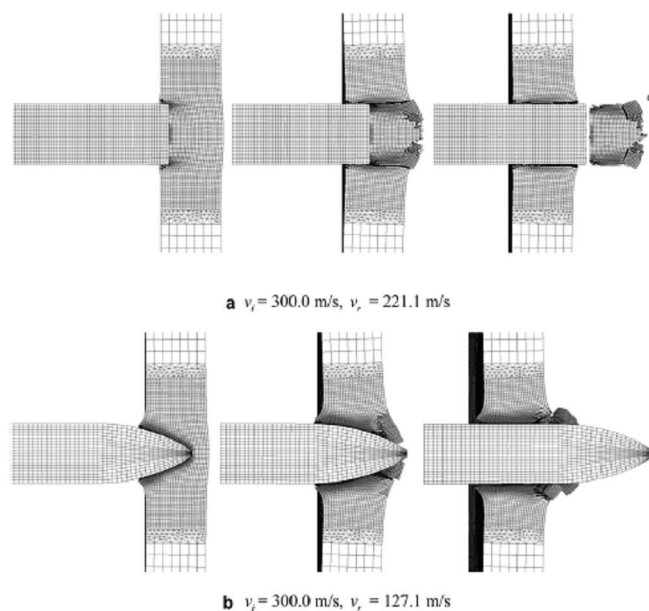 a v_i = 300.0 m/s, v_r = 221.1 m/s
b v_i = 300.0 m/s, v_r = 127.1 m/s